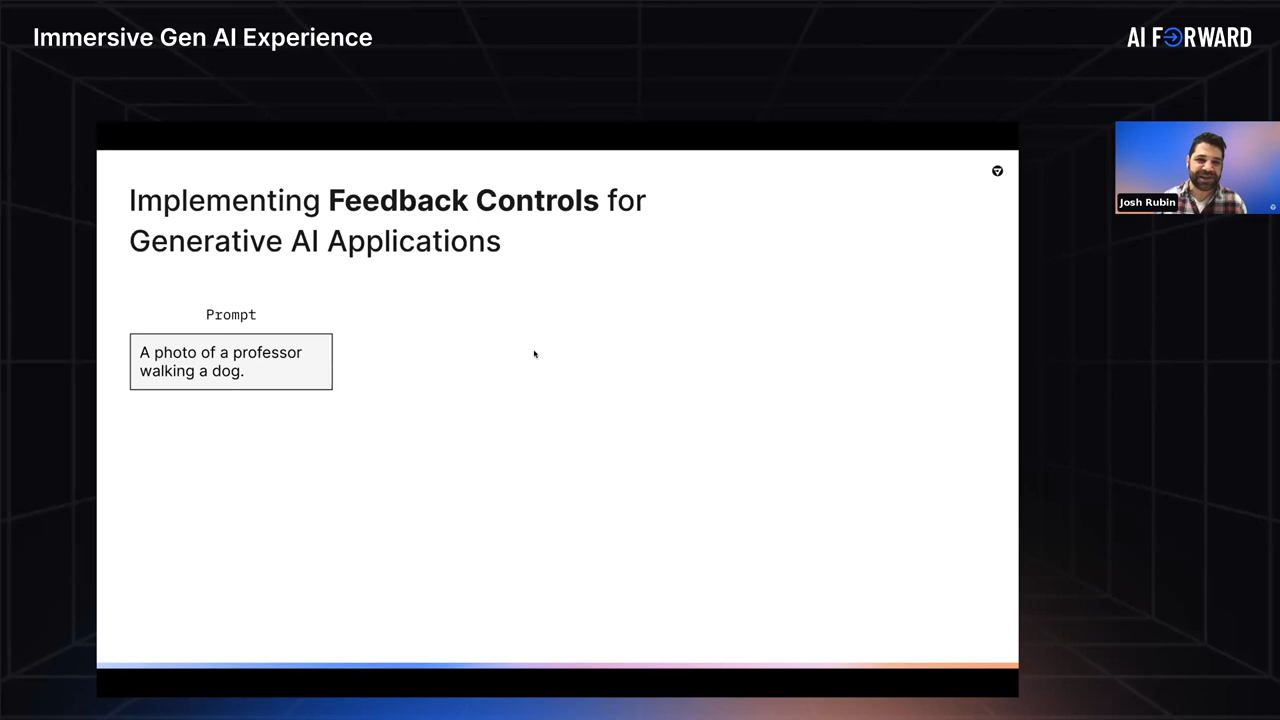 Immersive Gen AI Experience
AI FORWARD
Implementing Feedback Controls for
Generative AI Applications
Prompt
A photo of a professor
walking a dog.
Josh Rubin